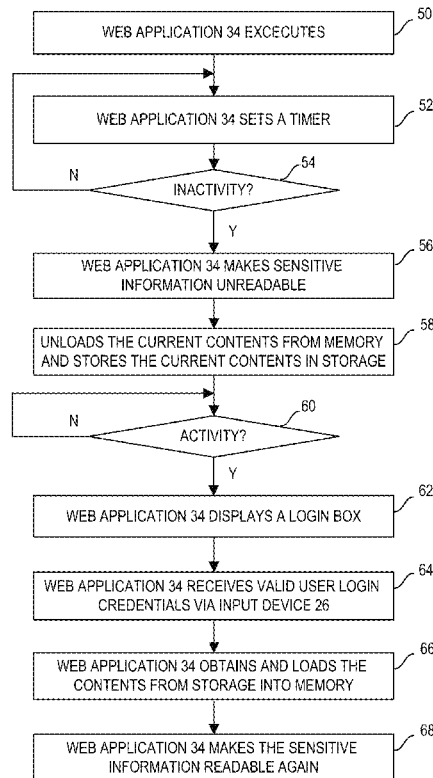 WEB APPLICATION 34 EXCECUTES
50
WEB APPLICATION 34 SETS A TIMER
52
54
INACTIVITY?
N
Y
56
WEB APPLICATION 34 MAKES SENSITIVE
INFORMATION UNREADABLE
58
UNLOADS THE CURRENT CONTENTS FROM MEMORY
AND STORES THE CURRENT CONTENTS IN STORAGE
60
ACTIVITY?
N
Y
62
WEB APPLICATION 34 DISPLAYS A LOGIN BOX
64
WEB APPLICATION 34 RECEIVES VALID USER LOGIN
CREDENTIALS VIA INPUT DEVICE 26
66
WEB APPLICATION 34 OBTAINS AND LOADS THE
CONTENTS FROM STORAGE INTO MEMORY
68
WEB APPLICATION 34 MAKES THE SENSITIVE
INFORMATION READABLE AGAIN